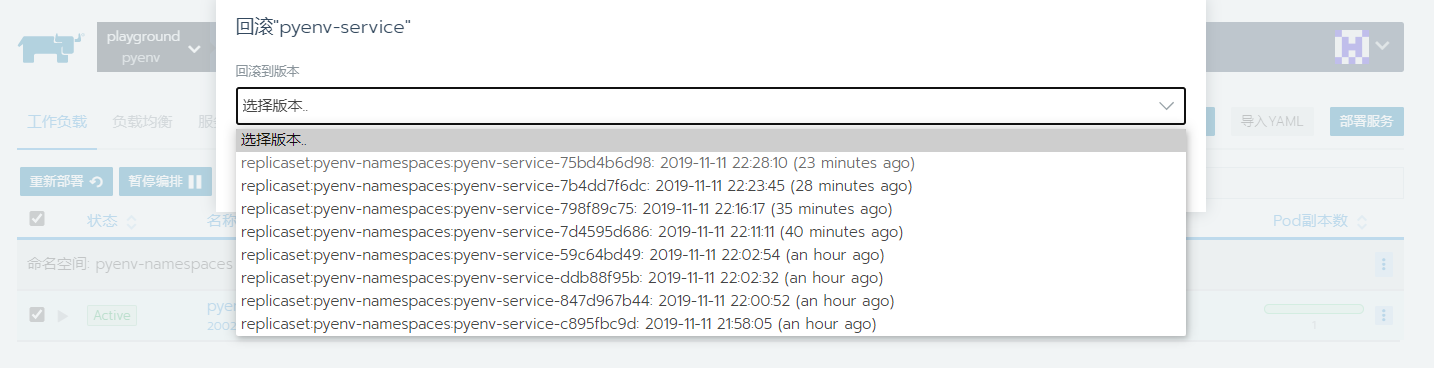 回滚"pyenv-service"
playground
pyenv
回滚到版本
选择版本..
工作负载
负载均衡
导入YAML
部署服务
选择版本..
replicaset:pyenv-namespaces:pyenv-service-75bd4b6d98: 2019-11-11 22:28:10 (23 minutes ago)
重新部署
暂停编排
replicaset:pyenv-namespaces:pyenv-service-7b4dd7f6dc: 2019-11-11 22:23:45 (28 minutes ago)
replicaset:pyenv-namespaces:pyenv-service-798f89c75: 2019-11-11 22:16:17 (35 minutes ago)
状态
名称
Pod副本数
replicaset:pyenv-namespaces:pyenv-service-7d4595d686: 2019-11-11 22:11:11 (40 minutes ago)
replicaset:pyenv-namespaces:pyenv-service-59c64bd49: 2019-11-11 22:02:54 (an hour ago)
命名空间: pyenv-namespaces
replicaset:pyenv-namespaces:pyenv-service-ddb88f95b: 2019-11-11 22:02:32 (an hour ago)
replicaset:pyenv-namespaces:pyenv-service-847d967b44: 2019-11-11 22:00:52 (an hour ago)
Active
replicaset:pyenv-namespaces:pyenv-service-c895fbc9d: 2019-11-11 21:58:05 (an hour ago)
1